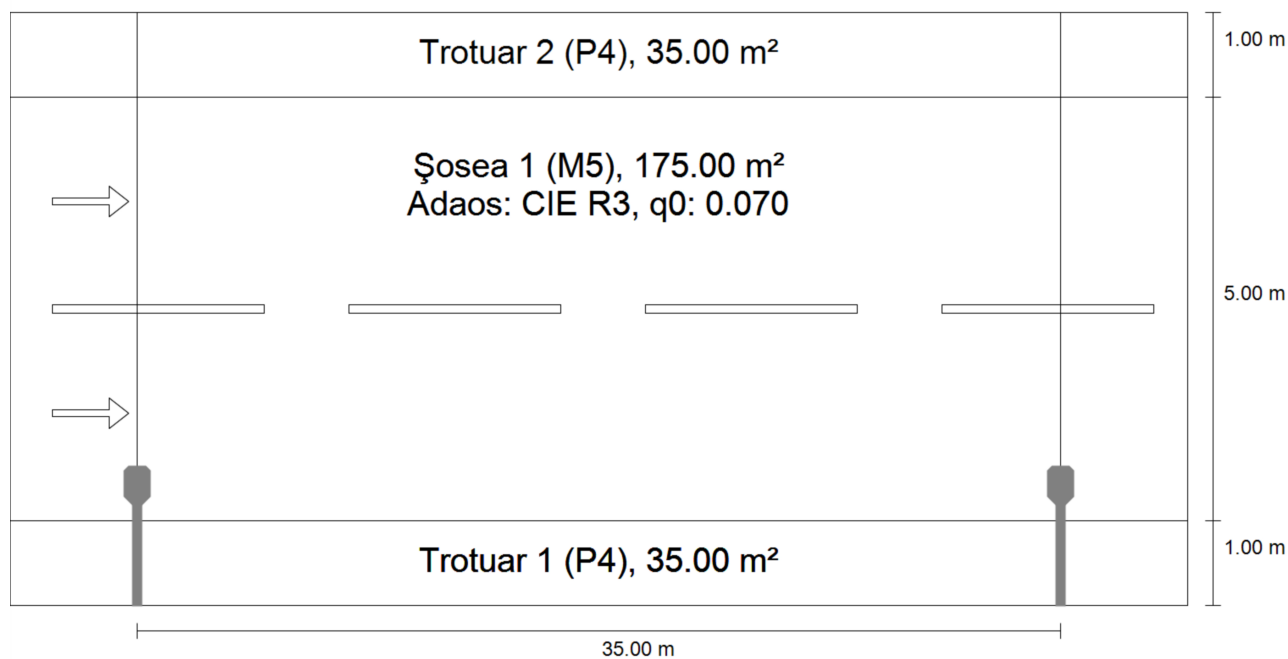 Trotuar 2 (P4), 35.00 m²
1.00 m
Şosea 1 (M5), 175.00 m²
Adaos: CIE R3, q0: 0.070
5.00 m
Trotuar 1 (P4), 35.00 m²
1.00 m
35.00 m